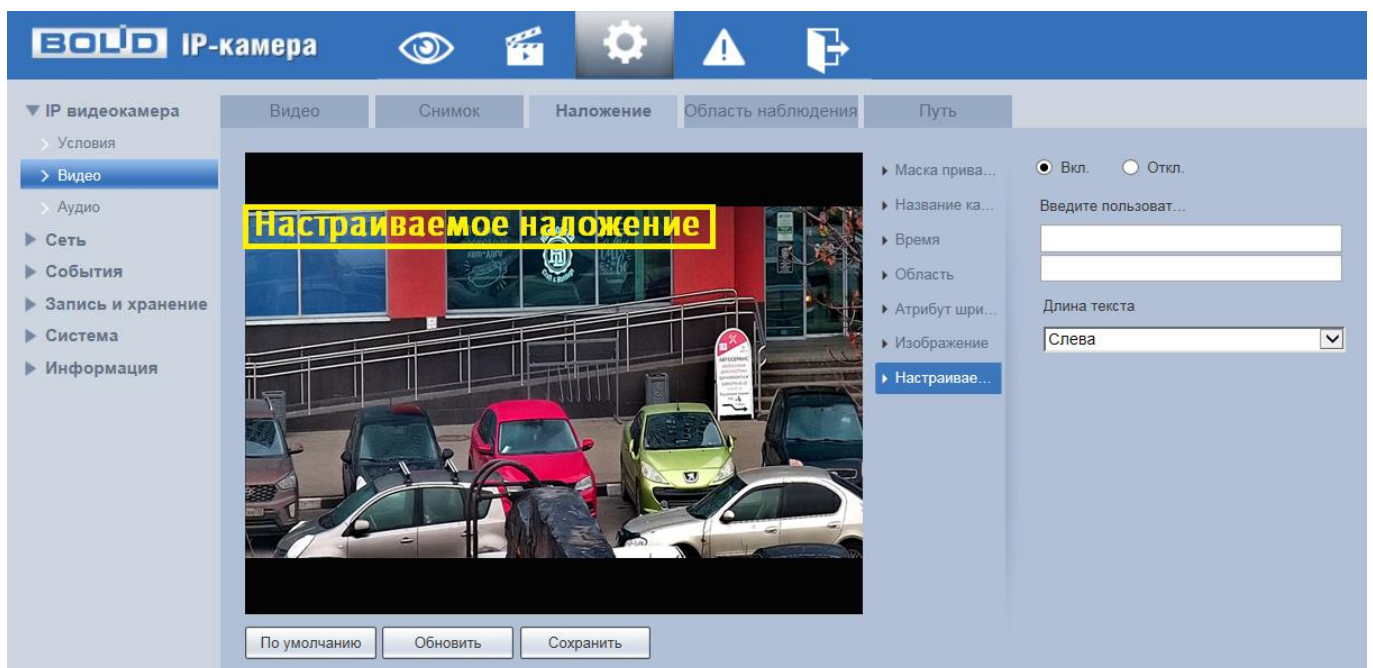 BOLID IP-камера
IP видеокамера
Условия
Видео
Аудио
Сеть
События
Запись и хранение
Система
Информация
Видео Снимок Наложение Область наблюдения Путь
Настраиваемое наложение
АВТОСЕРВИС
Маска прива...
Название ка...
Время
Область
Атрибут шри...
Изображение
Настраивае...
Вкл. Откл.
Введите пользоват...
Длина текста
Слева
По умолчанию Обновить Сохранить